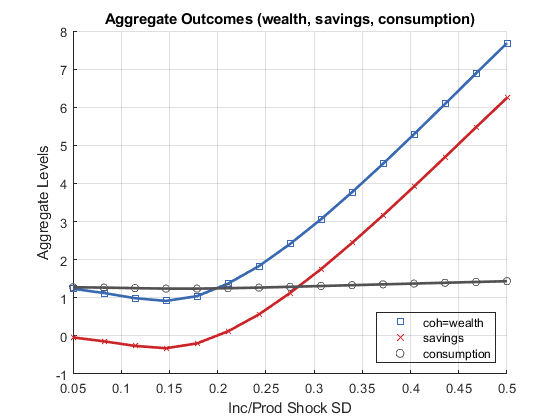 Aggregate Outcomes (wealth, savings, consumption)
8
7
6
5
4
3
2
1
0
-1
Aggregate Levels
0.05 0.1 0.15 0.2 0.25 0.3 0.35 0.4 0.45 0.5
Inc/Prod Shock SD
coh=wealth
savings
consumption